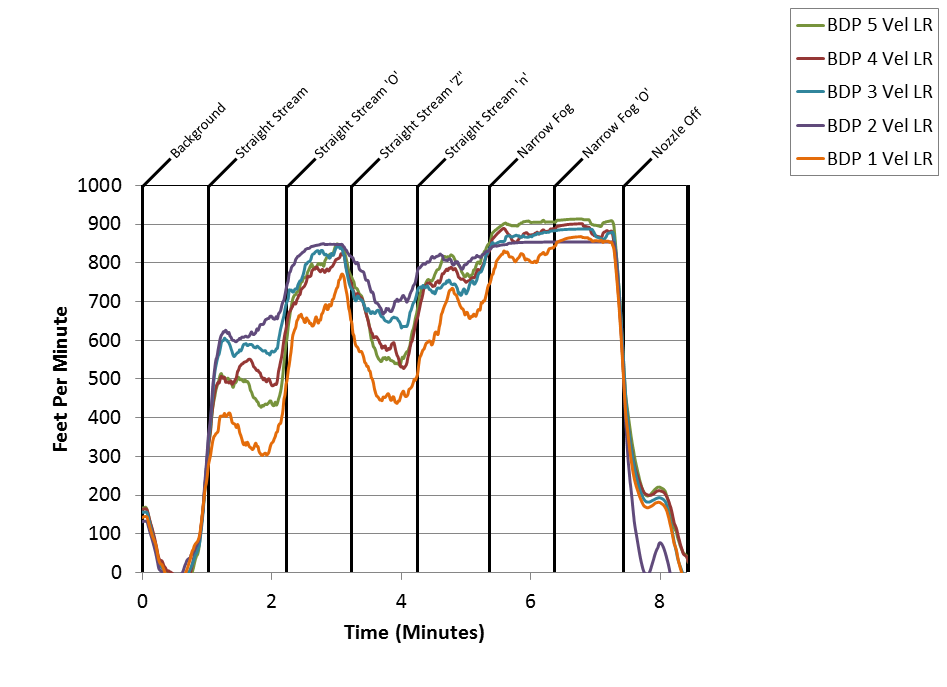 BDP 5 Vel LR
BDP 4 Vel LR
BDP 3 Vel LR
BDP 2 Vel LR
BDP 1 Vel LR
Background
Straight Stream
Straight Stream 'O'
Straight Stream 'Z"
Straight Stream 'n'
Narrow Fog
Narrow Fog 'O'
Nozzle Off
1000
900
800
700
600
500
400
300
200
100
0
Feet Per Minute
0 2 4 6 8
Time (Minutes)